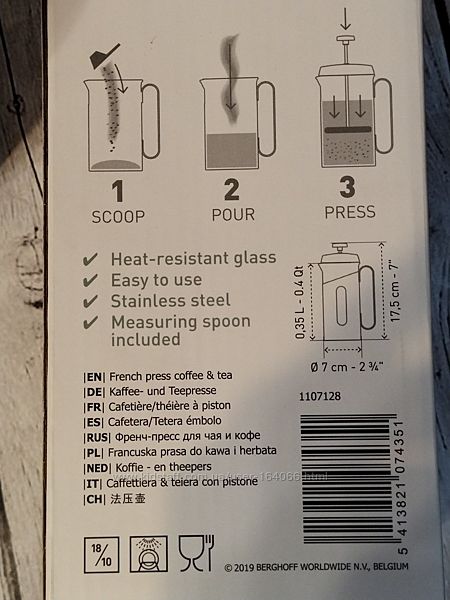 1
2
3
SCOOP
POUR
PRESS
✔ Heat-resistant glass
✔ Easy to use
✔ Stainless steel
✔ Measuring spoon
included
0,35 L - 0.4 Qt
17,5 cm - 7"
Ø 7 cm - 2 ¾"
|EN| French press coffee & tea
|DE| Kaffee- und Teepresse
|FR| Cafetière/théière à piston
|ES| Cafetera/Tetera émbolo
|RUS| Френч-пресс для чая и кофе
|PL| Francuska prasa do kawa i herbata
|NED| Koffie - en theepers
|IT| Caffettiera & teiera con pistone
|CH| 法压壶
1107128
5 413821 074351
18/10
© 2019 BERGHOFF WORLDWIDE N.V., BELGIUM